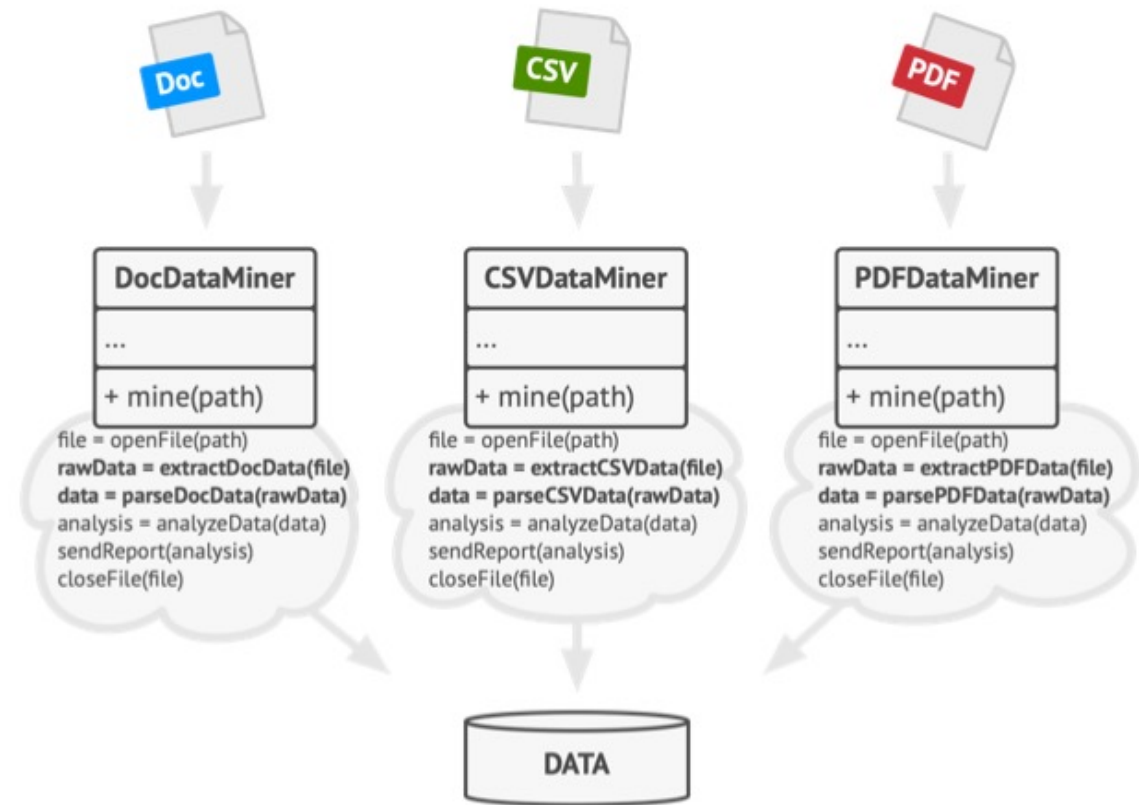 Doc
CSV
PDF
DocDataMiner
...
+ mine(path)
file = openFile(path)
rawData = extractDocData(file)
data = parseDocData(rawData)
analysis = analyzeData(data)
sendReport(analysis)
closeFile(file)
CSVDataMiner
...
+ mine(path)
file = openFile(path)
rawData = extractCSVData(file)
data = parseCSVData(rawData)
analysis = analyzeData(data)
sendReport(analysis)
closeFile(file)
PDFDataMiner
...
+ mine(path)
file = openFile(path)
rawData = extractPDFData(file)
data = parsePDFData(rawData)
analysis = analyzeData(data)
sendReport(analysis)
closeFile(file)
DATA